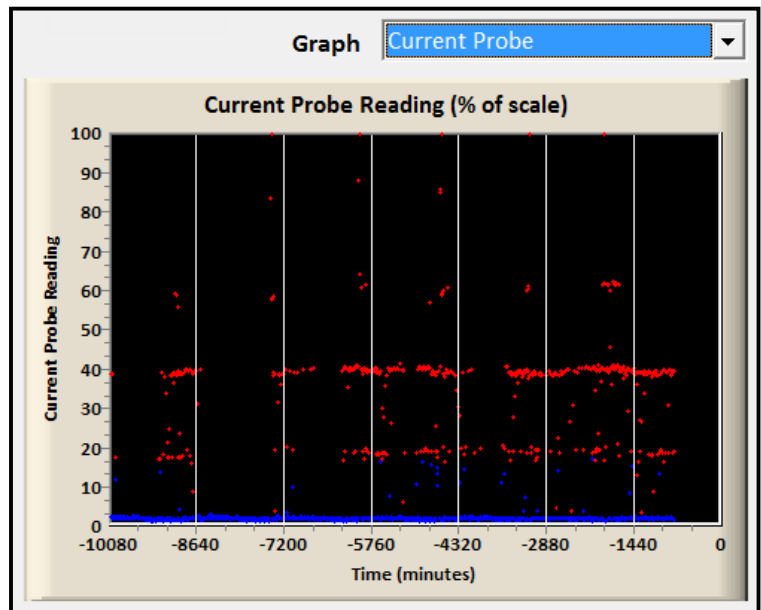 Graph Current Probe
Current Probe Reading (% of scale)
100
90
80
70
60
50
40
30
20
10
0
Current Probe Reading
-10080 -8640 -7200 -5760 -4320 -2880 -1440 0
Time (minutes)